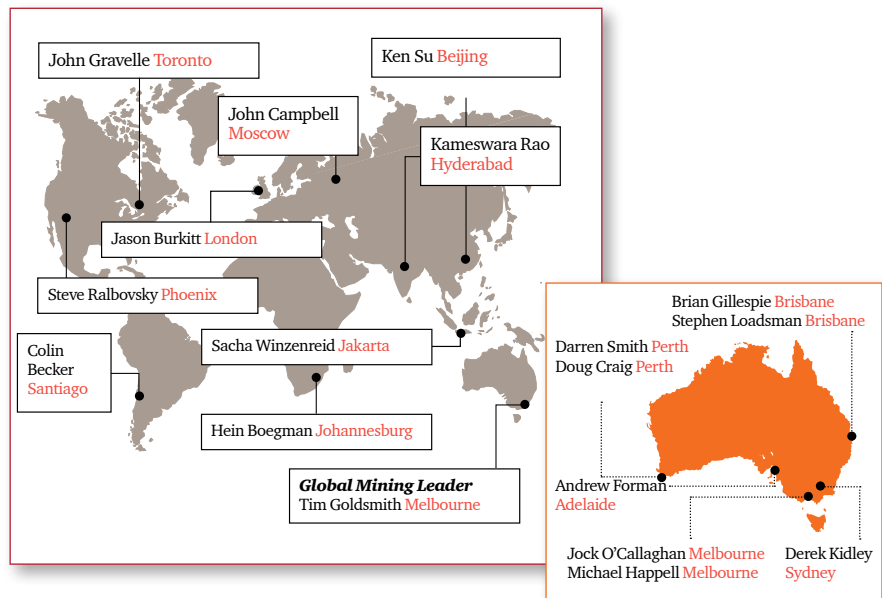 John Gravelle Toronto
Ken Su Beijing
John Campbell
Moscow
Kameswara Rao
Hyderabad
Jason Burkitt London
Steve Ralbovsky Phoenix
Colin
Becker
Santiago
Sacha Winzenreid Jakarta
Hein Boegman Johannesburg
Global Mining Leader
Tim Goldsmith Melbourne
Brian Gillespie Brisbane
Stephen Loadsman Brisbane
Darren Smith Perth
Doug Craig Perth
Andrew Forman
Adelaide
Jock O’Callaghan Melbourne
Michael Happell Melbourne
Derek Kidley
Sydney